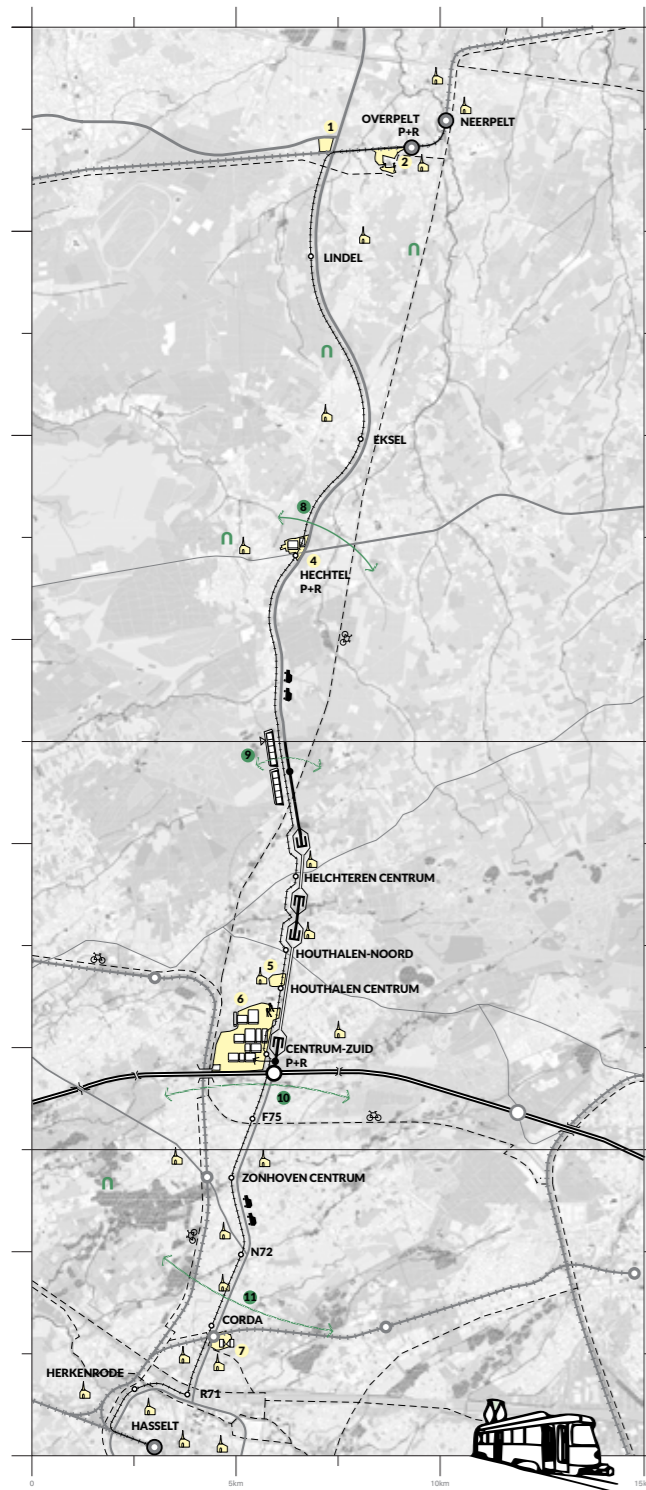 1
OVERPELT
P+R
NEERPELT
2
LINDEL
EKSEL
8
4
HECHTEL
P+R
9
HELCHTEREN CENTRUM
HOUTHALEN-NOORD
5
HOUTHALEN CENTRUM
6
CENTRUM-ZUID
P+R
10
F75
ZONHOVEN CENTRUM
N72
11
CORDA
7
HERKENRODE
R71
HASSELT
0
5km
10km